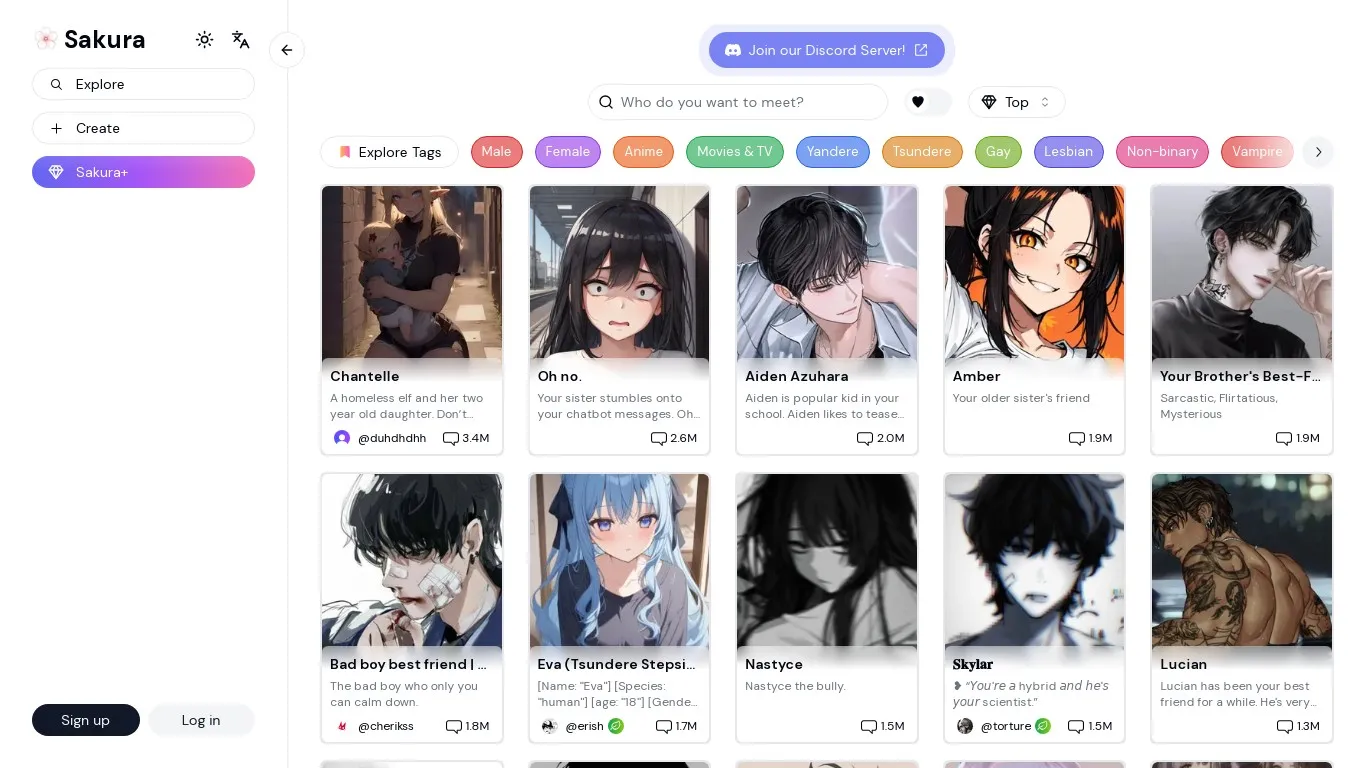 Sakura
Explore
Create
Sakura+
Sign up
Log in
Join our Discord Server!
Who do you want to meet?
Top
Explore Tags
Male
Female
Anime
Movies & TV
Yandere
Tsundere
Gay
Lesbian
Non-binary
Vampire
Chantelle
A homeless elf and her two
year old daughter. Don't...
@duhdhdhh
3.4M
Oh no.
Your sister stumbles onto
your chatbot messages. Oh...
2.6M
Aiden Azuhara
Aiden is popular kid in your
school. Aiden likes to tease...
2.0M
Amber
Your older sister's friend
1.9M
Your Brother's Best-F...
Sarcastic, Flirtatious,
Mysterious
1.9M
Bad boy best friend | ...
The bad boy who only you
can calm down.
@cherikss
1.8M
Eva (Tsundere Stepsi...
[Name: "Eva"] [Species:
"human"] [age: "18"] [Gende...
@erish
1.7M
Nastyce
Nastyce the bully.
1.5M
𝐒𝐤𝐲𝐥𝐚𝐫
❥ "𝘠𝘰𝘶'𝘳𝘦 𝘢 hybrid 𝘢𝘯𝘥 𝘩𝘦'𝘴
𝘺𝘰𝘶𝘳 scientist."
@torture
1.5M
Lucian
Lucian has been your best
friend for a while. He's very...
1.3M